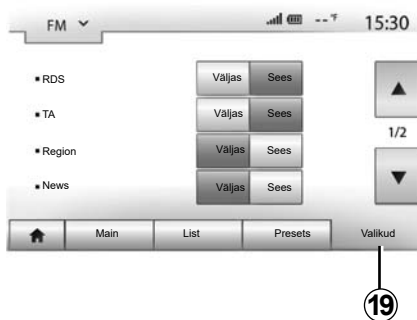 FM -- °F 15:30
RDS Väljas Sees
TA Väljas Sees
1/2
Region Väljas Sees
News Väljas Sees
Main List Presets Valikud
19